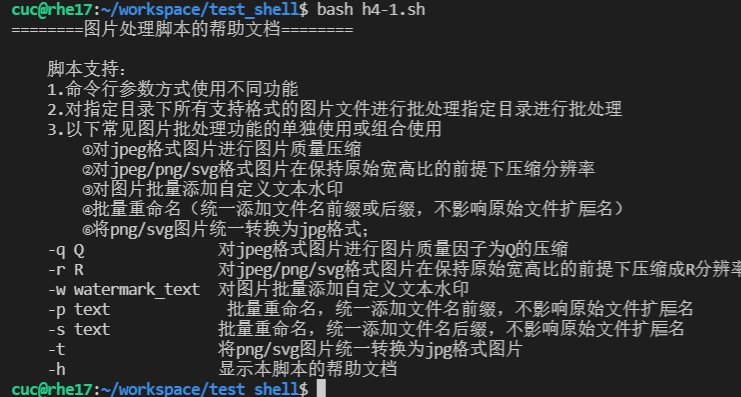 cuc@rhe17:~/workspace/test_shell$ bash h4-1.sh
========图片处理脚本的帮助文档========
脚本支持:
1.命令行参数方式使用不同功能
2.对指定目录下所有支持格式的图片文件进行批处理指定目录进行批处理
3.以下常见图片批处理功能的单独使用或组合使用
①对jpeg格式图片进行图片质量压缩
②对jpeg/png/svg格式图片在保持原始宽高比的前提下压缩分辨率
③对图片批量添加自定义文本水印
④批量重命名（统一添加文件名前缀或后缀，不影响原始文件扩展名）
⑥将png/svg图片统一转换为jpg格式；
-q Q 对jpeg格式图片进行图片质量因子为Q的压缩
-r R 对jpeg/png/svg格式图片在保持原始宽高比的前提下压缩成R分辨率
-w watermark_text 对图片批量添加自定义文本水印
-p text 批量重命名，统一添加文件名前缀，不影响原始文件扩展名
-s text 批量重命名，统一添加文件名后缀，不影响原始文件扩展名
-t 将png/svg图片统一转换为jpg格式图片
-h 显示本脚本的帮助文档
cuc@rhe17:~/workspace/test_shell$